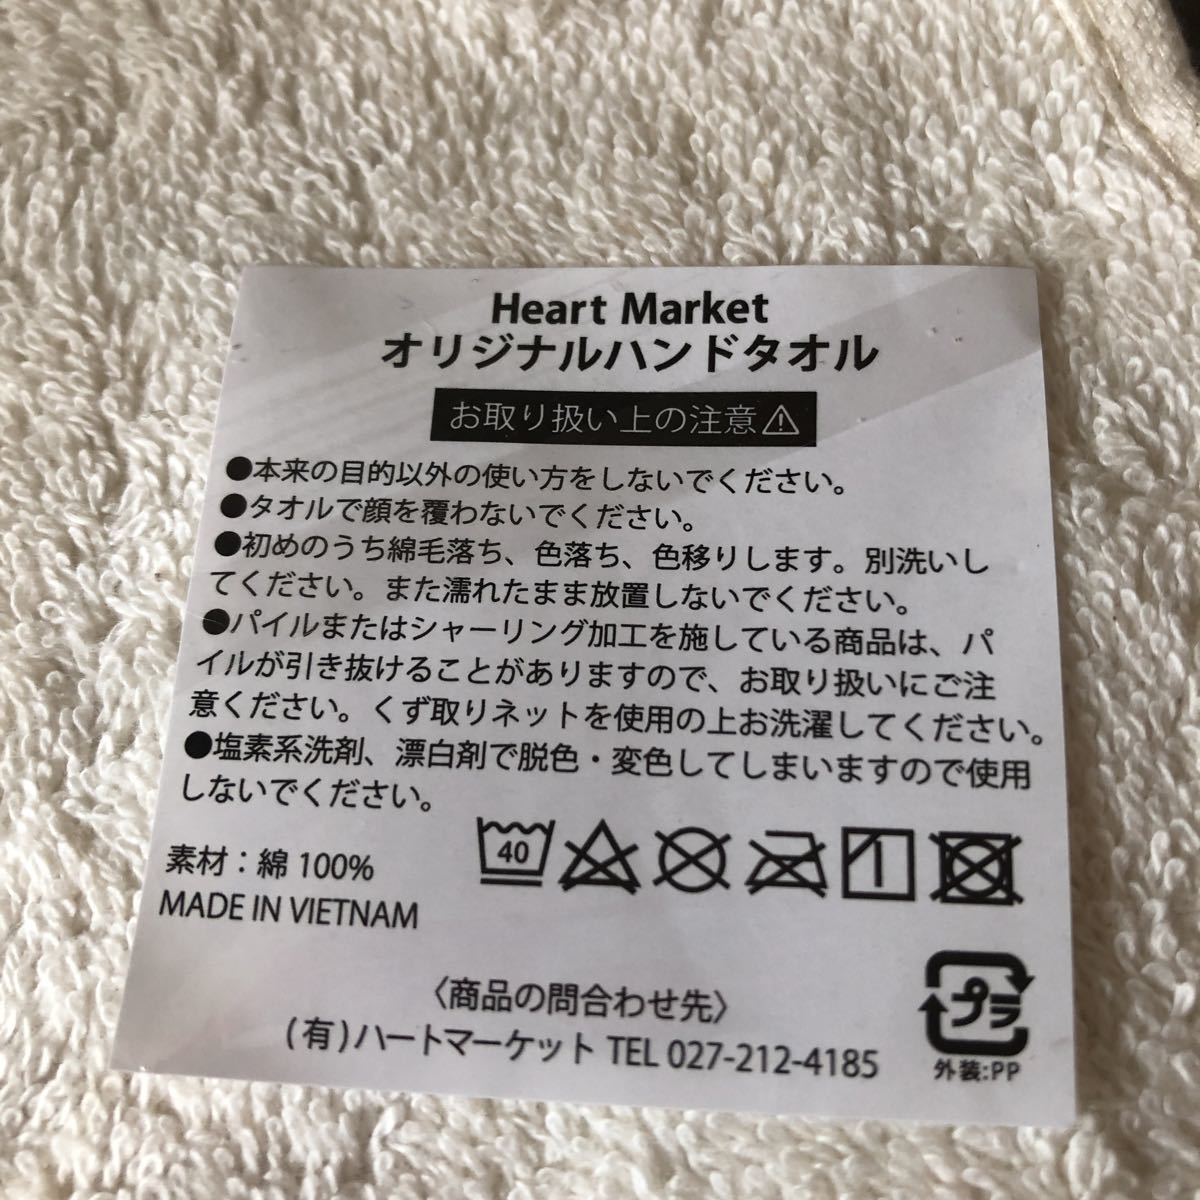 Heart Market
オリジナルハンドタオル
お取り扱い上の注意⚠
●本来の目的以外の使い方をしないでください。
●タオルで顔を覆わないでください。
●初めのうち綿毛落ち、色落ち、色移りします。別洗いし
てください。また濡れたまま放置しないでください。
●パイルまたはシャーリング加工を施している商品は、パ
イルが引き抜けることがありますので、お取り扱いにご注
意ください。くず取りネットを使用の上お洗濯してください。
●塩素系洗剤、漂白剤で脱色・変色してしまいますので使用
しないでください。
40
素材：綿 100%
MADE IN VIETNAM
プラ
外装:PP
〈商品の問合わせ先〉
(有)ハートマーケット TEL 027-212-4185